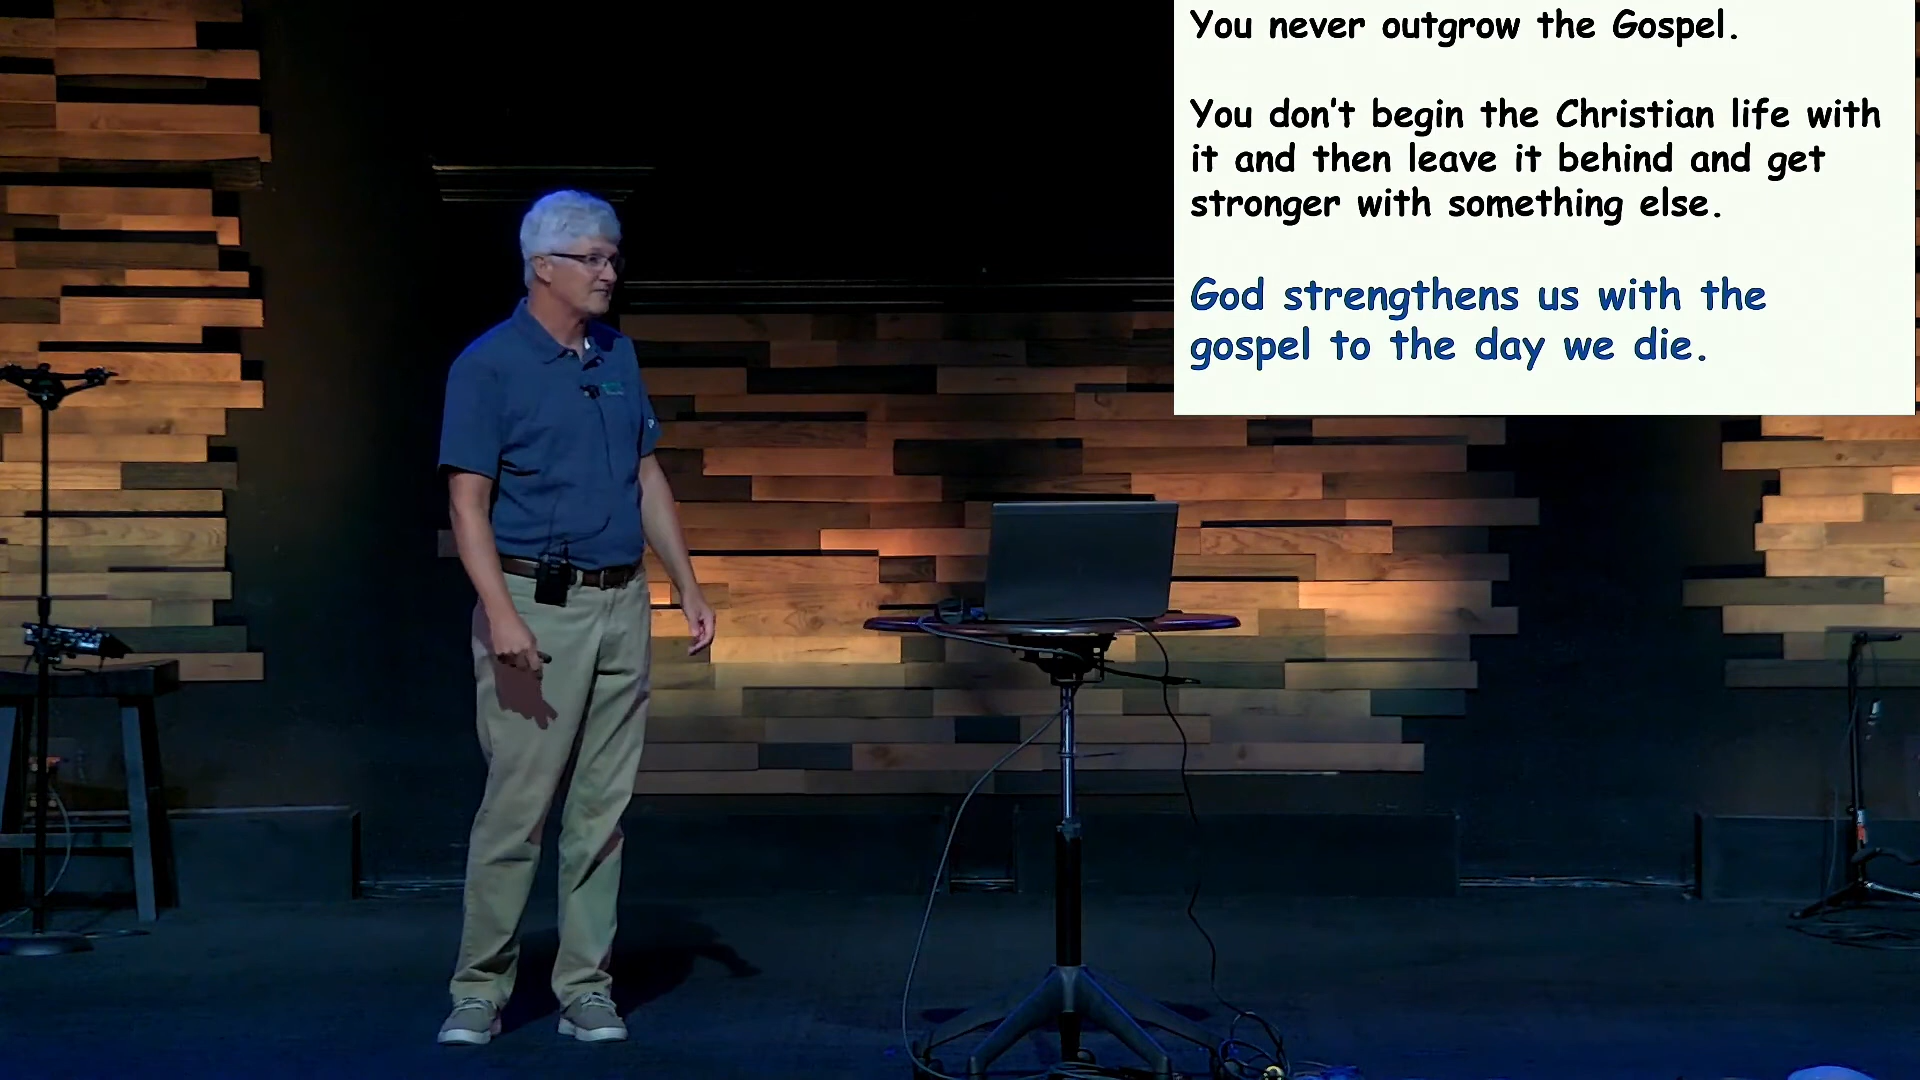 You never outgrow the Gospel.
You don't begin the Christian life with
it and then leave it behind and get
stronger with something else.
God strengthens us with the
gospel to the day we die.